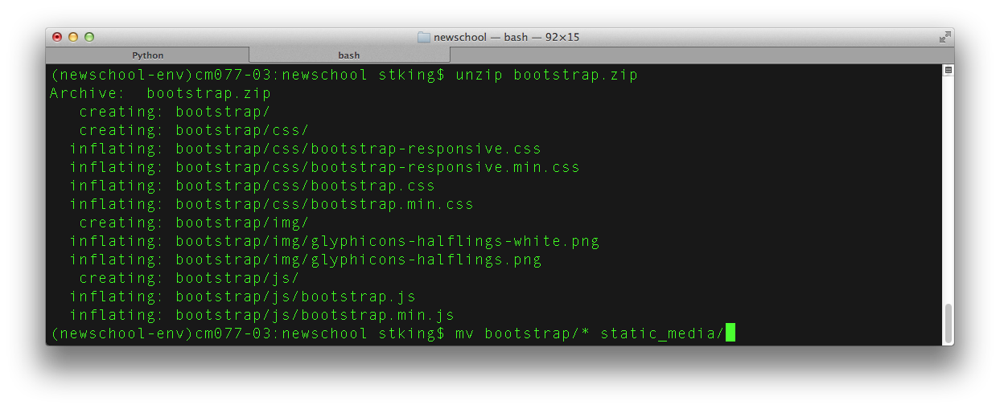 newschool — bash — 92×15
Python bash
(newschool-env)cm077-03:newschool stking$ unzip bootstrap.zip
Archive:  bootstrap.zip
   creating: bootstrap/
   creating: bootstrap/css/
  inflating: bootstrap/css/bootstrap-responsive.css
  inflating: bootstrap/css/bootstrap-responsive.min.css
  inflating: bootstrap/css/bootstrap.css
  inflating: bootstrap/css/bootstrap.min.css
   creating: bootstrap/img/
  inflating: bootstrap/img/glyphicons-halflings-white.png
  inflating: bootstrap/img/glyphicons-halflings.png
   creating: bootstrap/js/
  inflating: bootstrap/js/bootstrap.js
  inflating: bootstrap/js/bootstrap.min.js
(newschool-env)cm077-03:newschool stking$ mv bootstrap/* static_media/